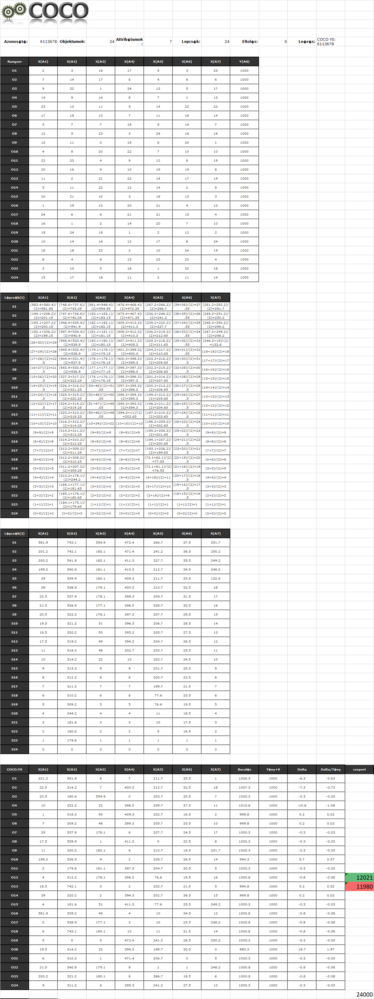 COCO
Azonos�t�: 6113678 Objektumok: 24 Attrib�tumok: 7 Lepcs�k: 24 Eltol�s: 0 Le�r�s: COCO Y0: 6113678
Rangsor X(A1) X(A2) X(A3) X(A4) X(A5) X(A6) X(A7) Y(A8)
O1 2 3 16 17 5 3 23 1000
O2 7 14 17 6 4 6 6 1000
O3 9 22 1 24 13 5 17 1000
O4 14 9 14 8 7 1 13 1000
O5 23 13 11 5 14 22 22 1000
O6 17 19 13 7 11 18 14 1000
O7 5 7 7 18 9 14 7 1000
O8 12 5 23 3 24 16 16 1000
O9 13 11 3 18 6 20 1 1000
O10 4 8 20 22 7 10 10 1000
O11 22 23 4 9 12 8 19 1000
O12 20 16 9 10 19 19 8 1000
O13 11 2 21 22 14 17 19 1000
O14 5 11 22 12 14 2 9 1000
O15 20 21 10 3 18 13 3 1000
O16 1 19 12 20 21 4 12 1000
O17 24 6 8 21 21 15 4 1000
O18 16 1 2 14 20 7 10 1000
O19 19 24 19 1 2 12 2 1000
O20 10 14 14 12 17 8 24 1000
O21 18 18 23 2 10 24 19 1000
O22 8 4 6 15 23 23 4 1000
O23 3 10 5 16 1 20 18 1000
O24 15 17 18 11 2 11 14 1000
L�pcs�k(1) X(A1) X(A2) X(A3) X(A4) X(A5) X(A6) X(A7)
S1 (583.4+580.4)/(2)=581.95 (748.6+737.6)/(2)=743.05 (561.4+548.4)/(2)=554.95 (476.4+468.4)/(2)=472.35 (267.2+266.2)/(2)=266.7 (39+36)/(2)=37.55 (251.2+252.2)/(2)=251.7
S2 (194.1+208.2)/(2)=201.15 (747.6+736.6)/(2)=742.05 (183.1+183.1)/(2)=183.15 (475.4+467.4)/(2)=471.35 (236.2+246.2)/(2)=241.2 (38+35)/(2)=36.55 (249.2+251.2)/(2)=250.2
S3 (193.1+207.2)/(2)=200.15 (548.4+535.4)/(2)=541.9 (182.1+182.1)/(2)=182.15 (409.3+413.3)/(2)=411.3 (235.2+220.2)/(2)=227.7 (37+34)/(2)=35.55 (248.2+250.2)/(2)=249.2
S4 (192.1+206.2)/(2)=199.15 (547.4+534.4)/(2)=540.9 (181.1+181.1)/(2)=181.15 (408.3+412.3)/(2)=410.3 (206.2+219.2)/(2)=212.65 (36+33)/(2)=34.55 (247.2+249.2)/(2)=248.2
S5 (28+30)/(2)=29 (546.4+533.4)/(2)=539.9 (180.1+180.1)/(2)=180.15 (407.3+411.3)/(2)=409.3 (205.2+218.2)/(2)=211.65 (35+32)/(2)=33.55 (246.2+19)/(2)=132.6
S6 (27+29)/(2)=28 (545.4+532.4)/(2)=538.9 (179.1+179.1)/(2)=179.15 (401.3+399.3)/(2)=400.3 (204.2+217.2)/(2)=210.65 (34+31)/(2)=32.55 (18+18)/(2)=18
S7 (17+28)/(2)=22.5 (544.4+531.4)/(2)=537.9 (178.1+178.1)/(2)=178.15 (400.3+398.3)/(2)=399.3 (203.2+216.2)/(2)=209.65 (33+30)/(2)=31.5 (17+17)/(2)=17
S8 (16+27)/(2)=21.5 (543.4+530.4)/(2)=536.9 (177.1+177.1)/(2)=177.15 (399.3+397.3)/(2)=398.3 (202.2+215.2)/(2)=208.65 (32+29)/(2)=30.5 (16+16)/(2)=16
S9 (15+26)/(2)=20.5 (327.3+317.2)/(2)=322.25 (176.1+176.1)/(2)=176.15 (398.3+396.3)/(2)=397.3 (201.2+214.2)/(2)=207.65 (31+28)/(2)=29.5 (15+15)/(2)=15
S10 (14+25)/(2)=19.5 (326.3+316.2)/(2)=321.25 (53+49)/(2)=51.05 (397.3+395.3)/(2)=396.3 (200.2+213.2)/(2)=206.65 (30+27)/(2)=28.5 (14+14)/(2)=14
S11 (13+24)/(2)=18.5 (325.3+315.2)/(2)=320.25 (52+48)/(2)=50.05 (396.3+394.3)/(2)=395.3 (199.2+212.2)/(2)=205.65 (29+26)/(2)=27.5 (13+13)/(2)=13
S12 (12+23)/(2)=17.5 (324.2+314.2)/(2)=319.25 (51+47)/(2)=49.05 (395.3+393.3)/(2)=394.3 (198.2+211.2)/(2)=204.65 (28+25)/(2)=26.5 (12+12)/(2)=12
S13 (11+11)/(2)=11 (323.2+313.2)/(2)=318.25 (50+46)/(2)=48.05 (394.3+11)/(2)=202.65 (197.2+210.2)/(2)=203.65 (27+24)/(2)=25.5 (11+11)/(2)=11
S14 (10+10)/(2)=10 (316.2+312.2)/(2)=314.25 (10+34)/(2)=22 (10+10)/(2)=10 (196.2+209.2)/(2)=202.65 (26+23)/(2)=24.5 (10+10)/(2)=10
S15 (9+9)/(2)=9 (315.2+311.2)/(2)=313.25 (9+9)/(2)=9 (9+9)/(2)=9 (195.2+208.2)/(2)=201.65 (25+22)/(2)=23.5 (9+9)/(2)=9
S16 (8+8)/(2)=8 (314.2+310.2)/(2)=312.25 (8+8)/(2)=8 (8+8)/(2)=8 (194.1+207.2)/(2)=200.65 (24+21)/(2)=22.5 (8+8)/(2)=8
S17 (7+7)/(2)=7 (313.2+309.2)/(2)=311.25 (7+7)/(2)=7 (7+7)/(2)=7 (193.1+206.2)/(2)=199.65 (23+20)/(2)=21.5 (7+7)/(2)=7
S18 (6+6)/(2)=6 (312.2+308.2)/(2)=310.25 (6+6)/(2)=6 (6+6)/(2)=6 (73.1+82.1)/(2)=77.55 (22+19)/(2)=20.5 (6+6)/(2)=6
S19 (5+5)/(2)=5 (311.2+307.2)/(2)=309.25 (5+5)/(2)=5 (5+5)/(2)=5 (72.1+81.1)/(2)=76.55 (21+18)/(2)=19.5 (5+5)/(2)=5
S20 (4+4)/(2)=4 (310.2+178.1)/(2)=244.2 (4+4)/(2)=4 (4+4)/(2)=4 (4+18)/(2)=11 (20+17)/(2)=18.5 (4+4)/(2)=4
S21 (3+3)/(2)=3 (186.1+177.1)/(2)=181.65 (3+3)/(2)=3 (3+3)/(2)=3 (3+17)/(2)=10 (19+16)/(2)=17.5 (3+3)/(2)=3
S22 (2+2)/(2)=2 (185.1+176.1)/(2)=180.65 (2+2)/(2)=2 (2+2)/(2)=2 (2+16)/(2)=9 (18+15)/(2)=16.5 (2+2)/(2)=2
S23 (1+1)/(2)=1 (184.1+175.1)/(2)=179.65 (1+1)/(2)=1 (1+1)/(2)=1 (1+1)/(2)=1 (1+1)/(2)=1 (1+1)/(2)=1
S24 (0+0)/(2)=0 (0+0)/(2)=0 (0+0)/(2)=0 (0+0)/(2)=0 (0+0)/(2)=0 (0+0)/(2)=0 (0+0)/(2)=0
L�pcs�k(2) X(A1) X(A2) X(A3) X(A4) X(A5) X(A6) X(A7)
S1 581.9 743.1 554.9 472.4 266.7 37.5 251.7
S2 201.2 742.1 183.1 471.4 241.2 36.5 250.2
S3 200.2 541.9 182.1 411.3 227.7 35.5 249.2
S4 199.2 540.9 181.1 410.3 212.7 34.5 248.2
S5 29 539.9 180.1 409.3 211.7 33.5 132.6
S6 28 538.9 179.1 400.3 210.7 32.5 18
S7 22.5 537.9 178.1 399.3 209.7 31.5 17
S8 21.5 536.9 177.1 398.3 208.7 30.5 16
S9 20.5 322.2 176.1 397.3 207.7 29.5 15
S10 19.5 321.2 51 396.3 206.7 28.5 14
S11 18.5 320.2 50 395.3 205.7 27.5 13
S12 17.5 319.2 49 394.3 204.7 26.5 12
S13 11 318.2 48 202.7 203.7 25.5 11
S14 10 314.2 22 10 202.7 24.5 10
S15 9 313.2 9 9 201.7 23.5 9
S16 8 312.2 8 8 200.7 22.5 8
S17 7 311.2 7 7 199.7 21.5 7
S18 6 310.2 6 6 77.6 20.5 6
S19 5 309.2 5 5 76.6 19.5 5
S20 4 244.2 4 4 11 18.5 4
S21 3 181.6 3 3 10 17.5 3
S22 2 180.6 2 2 9 16.5 2
S23 1 179.6 1 1 1 1 1
S24 0 0 0 0 0 0 0
COCO:Y0 X(A1) X(A2) X(A3) X(A4) X(A5) X(A6) X(A7) Becsl�s T�ny+0 Delta Delta/T�ny csoport
O1 201.2 541.9 8 7 211.7 35.5 1 1006.3 1000 -6.3 -0.63
O2 22.5 314.2 7 400.3 212.7 32.5 18 1007.3 1000 -7.3 -0.73
O3 20.5 180.6 554.9 0 203.7 33.5 7 1000.3 1000 -0.3 -0.03
O4 10 322.2 22 398.3 209.7 37.5 11 1010.8 1000 -10.8 -1.08
O5 1 318.2 50 409.3 202.7 16.5 2 999.8 1000 0.2 0.02
O6 7 309.2 48 399.3 205.7 20.5 10 999.8 1000 0.2 0.02
O7 29 537.9 178.1 6 207.7 24.5 17 1000.3 1000 -0.3 -0.03
O8 17.5 539.9 1 411.3 0 22.5 8 1000.3 1000 -0.3 -0.03
O9 11 320.2 182.1 6 210.7 18.5 251.7 1000.3 1000 -0.3 -0.03
O10 199.2 536.9 4 2 209.7 28.5 14 994.3 1000 5.7 0.57
O11 2 179.6 181.1 397.3 204.7 30.5 5 1000.3 1000 -0.3 -0.03
O12 4 312.2 176.1 396.3 76.6 19.5 16 1000.8 1000 -0.8 -0.08 12021
O13 18.5 742.1 3 2 202.7 21.5 5 994.8 1000 5.2 0.52 11980
O14 29 320.2 2 394.3 202.7 36.5 15 999.8 1000 0.2 0.02
O15 4 181.6 51 411.3 77.6 25.5 249.2 1000.3 1000 -0.3 -0.03
O16 581.9 309.2 49 4 10 34.5 12 1000.8 1000 -0.8 -0.08
O17 0 538.9 177.1 3 10 23.5 248.2 1000.8 1000 -0.8 -0.08
O18 8 743.1 183.1 10 11 31.5 14 1000.8 1000 -0.8 -0.08
O19 5 0 5 472.4 241.2 26.5 250.2 1000.3 1000 -0.3 -0.03
O20 19.5 314.2 22 394.3 199.7 30.5 0 980.3 1000 19.7 1.97
O21 6 310.2 1 471.4 206.7 0 5 1000.3 1000 -0.3 -0.03
O22 21.5 540.9 179.1 9 1 1 248.2 1000.8 1000 -0.8 -0.08
O23 200.2 321.2 180.1 8 266.7 18.5 6 1000.8 1000 -0.8 -0.08
O24 9 311.2 6 395.3 241.2 27.5 10 1000.3 1000 -0.3 -0.03
24000